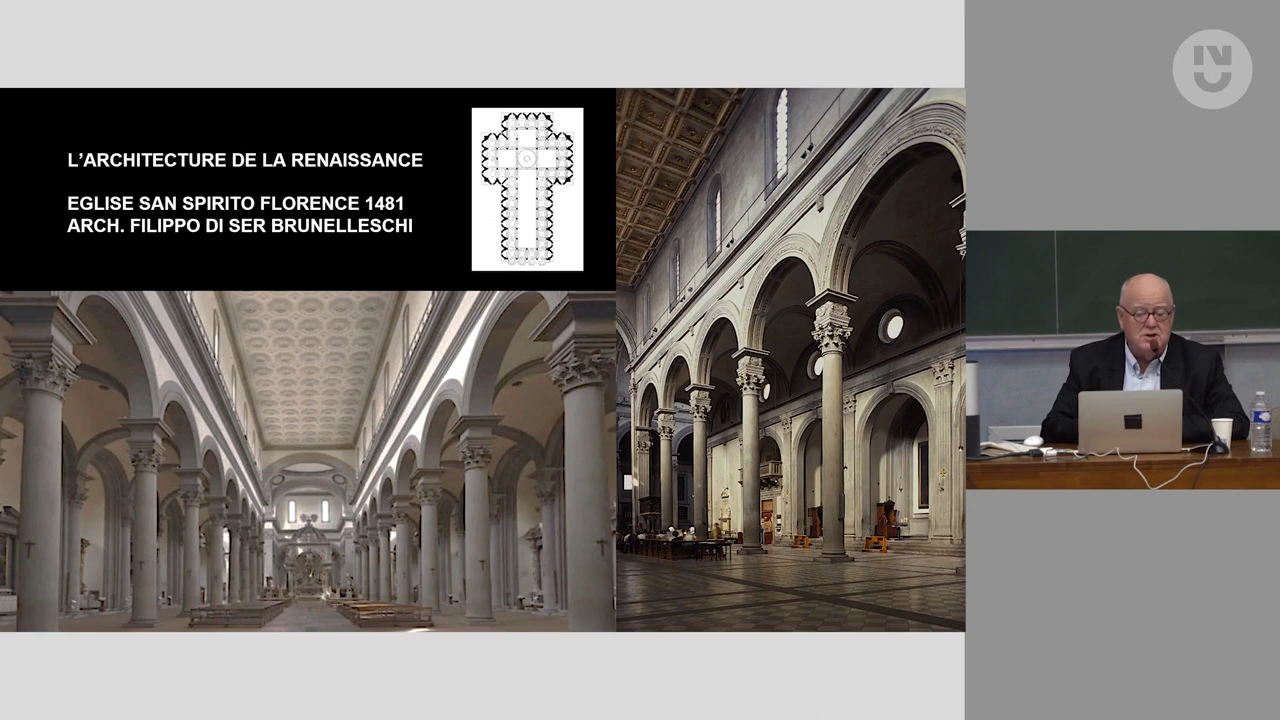 L'ARCHITECTURE DE LA RENAISSANCE
EGLISE SAN SPIRITO FLORENCE 1481
ARCH. FILIPPO DI SER BRUNELLESCHI